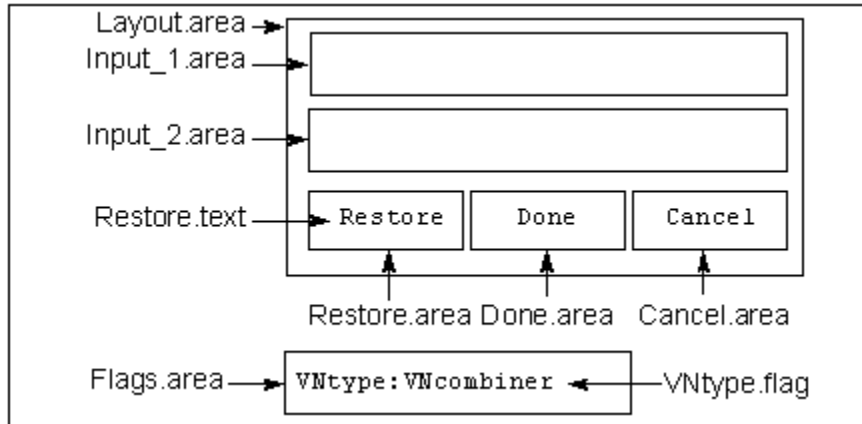 Layout.area
Input_1.area
Input_2.area
Restore.text Restore Done Cancel
Restore.area Done.area Cancel.area
Flags.area VNtype:VNcombiner VNtype.flag